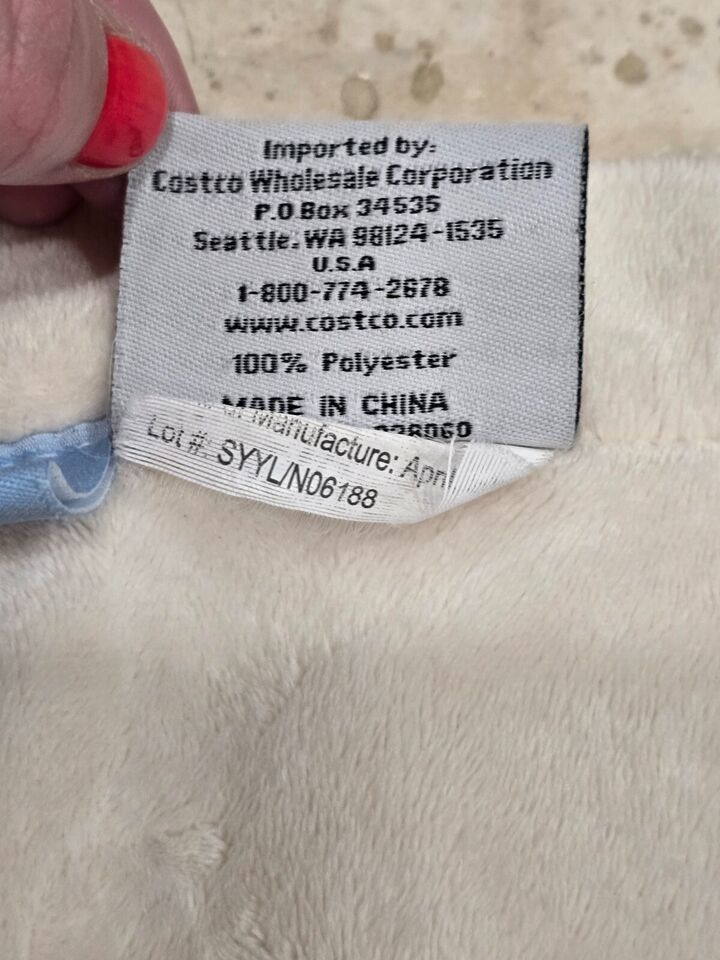 Imported by:
Costco Wholesale Corporation
P.O Box 34535
Seattle, WA 98124-1535
U.S.A
1-800-774-2678
www.costco.com
100% Polyester
MADE IN CHINA
Manufacture: April
Lot #: SYYL/N06188